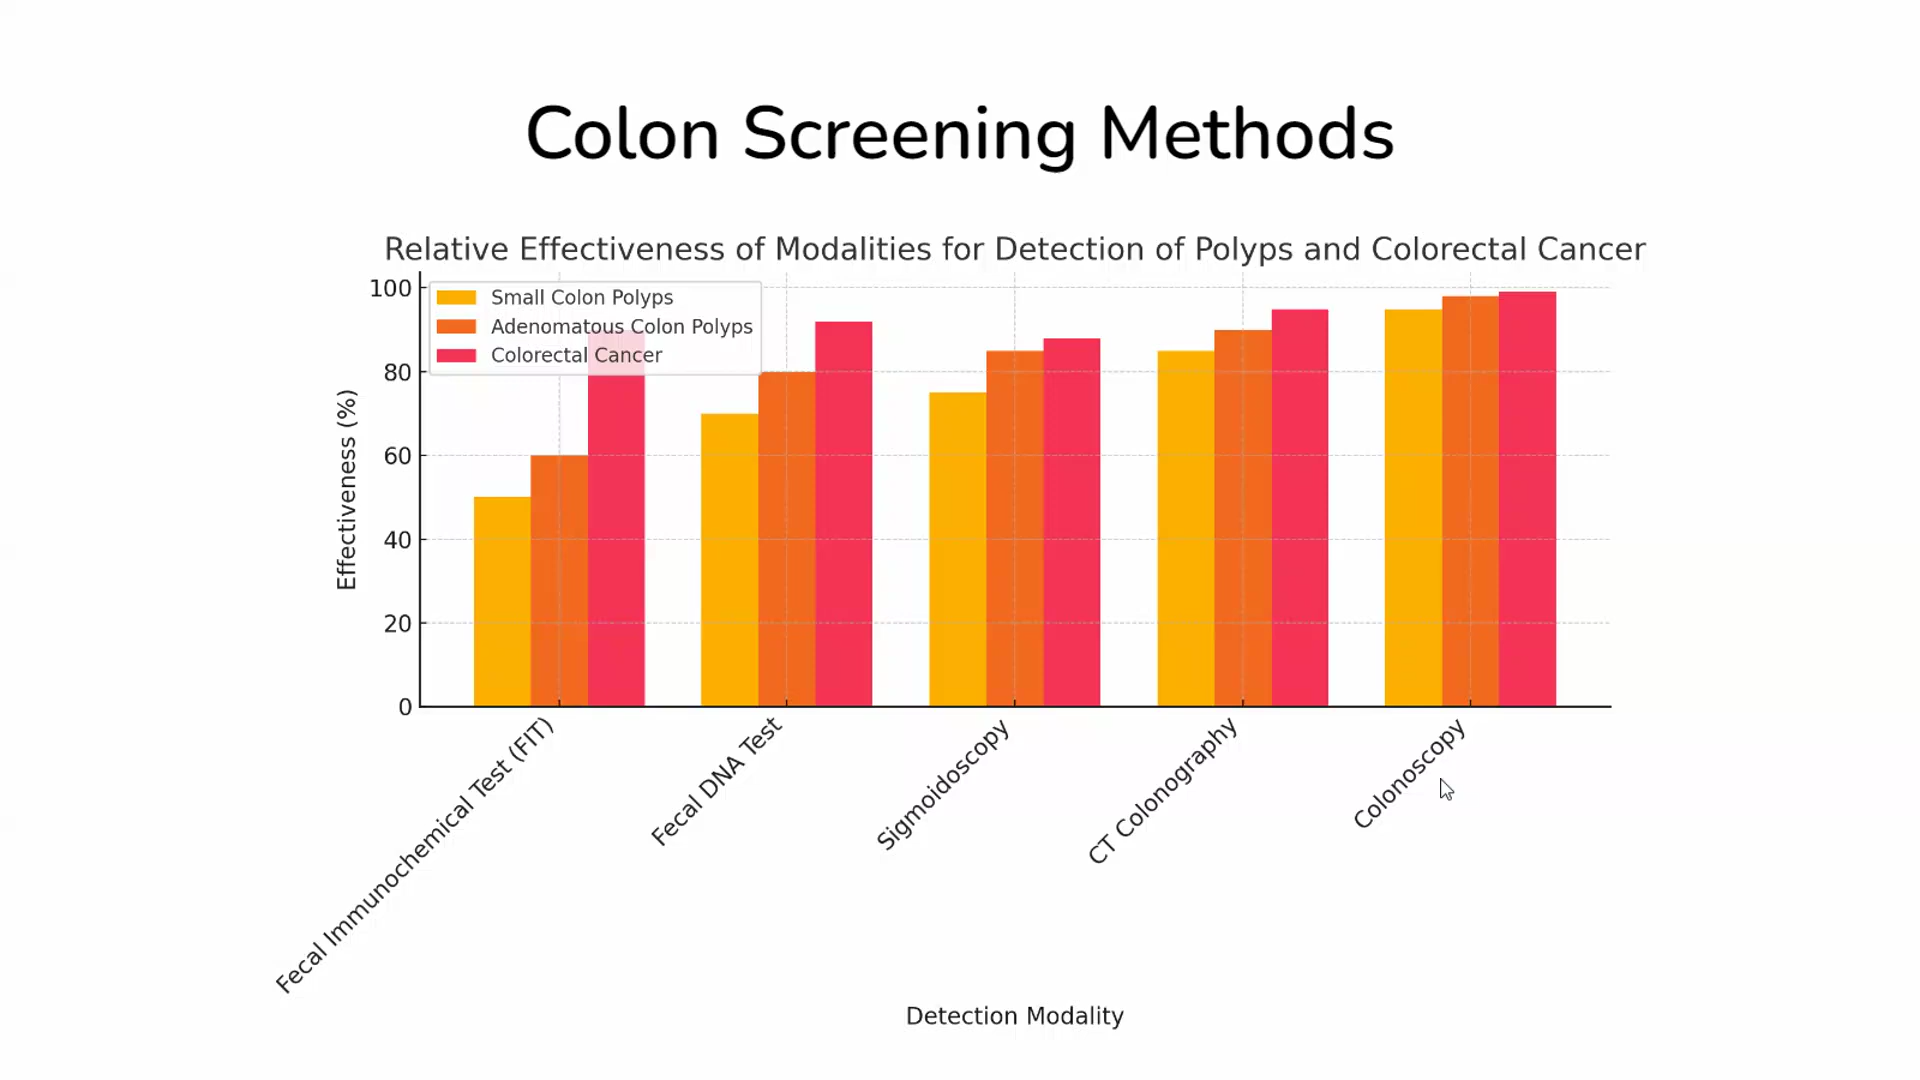 Colon Screening Methods
Relative Effectiveness of Modalities for Detection of Polyps and Colorectal Cancer
Small Colon Polyps
Adenomatous Colon Polyps
Colorectal Cancer
Effectiveness (%)
100
80
60
40
20
0
Fecal Immunochemical Test (FIT)
Fecal DNA Test
Sigmoidoscopy
CT Colonography
Colonoscopy
Detection Modality